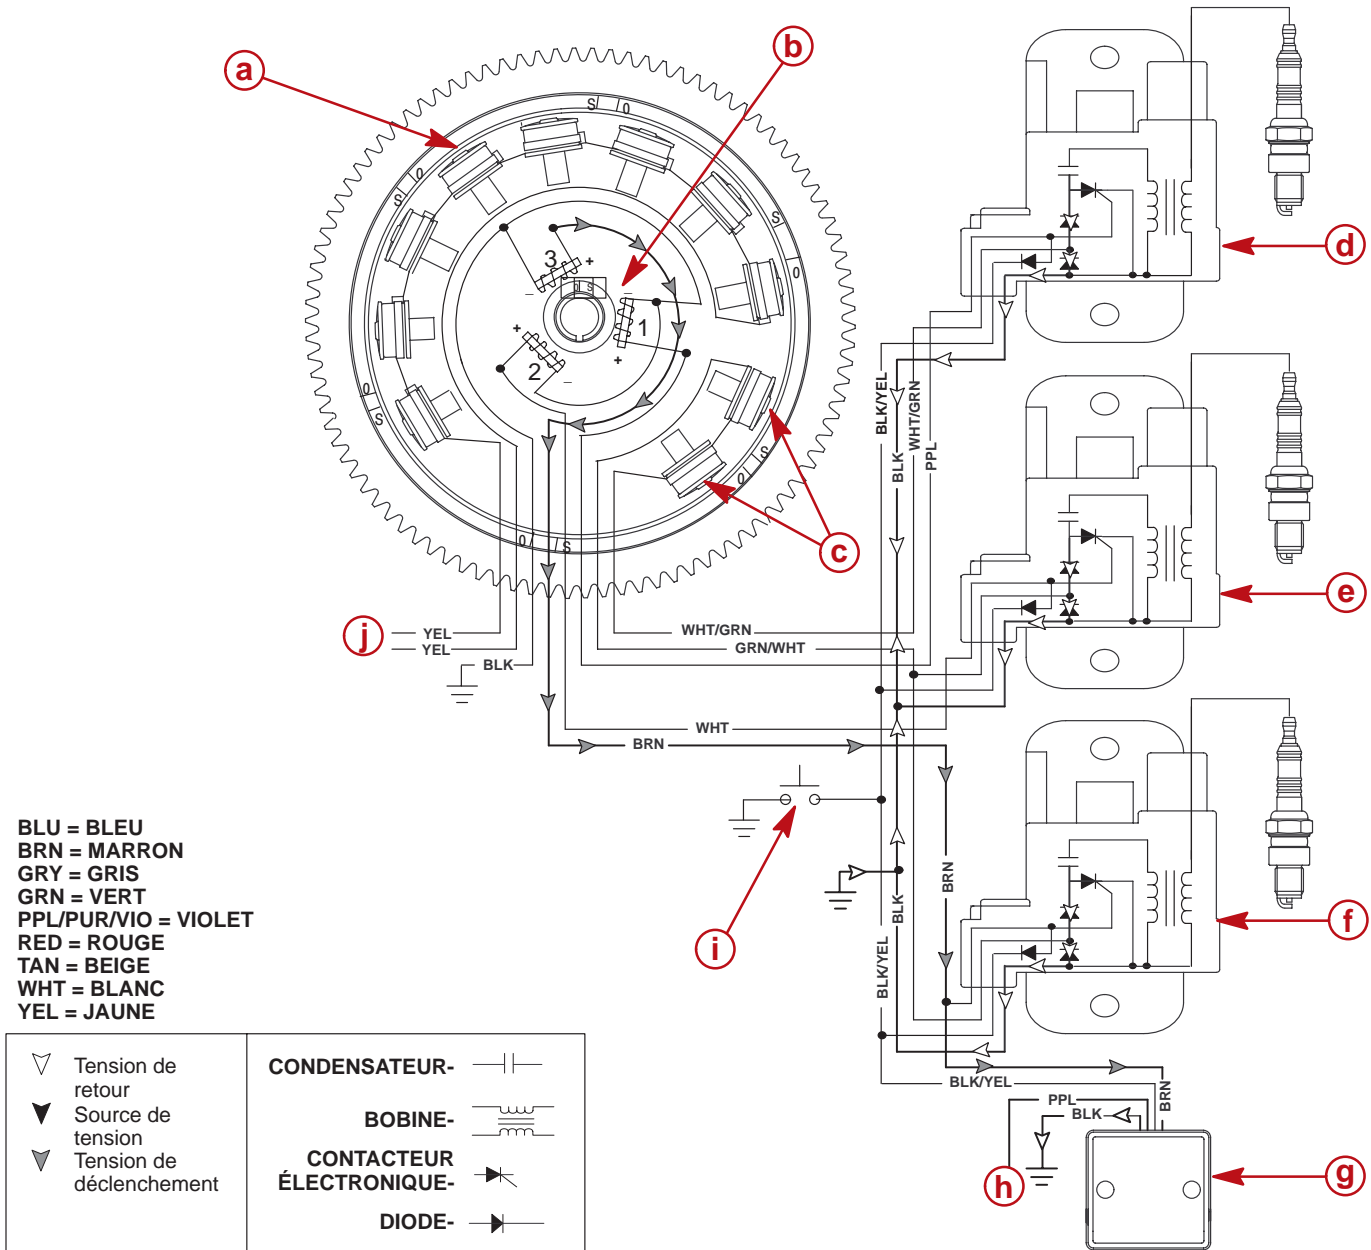 a
b
S
O
S
O
S
O
S
O
S
O
S
O
S
O
3
+
–
O
S
–
1
+
+
2
–
c
d
e
f
g
h
i
j
BLK/YEL
WHT/GRN
BLK
PPL
YEL
YEL
BLK
WHT/GRN
GRN/WHT
WHT
BRN
BRN
BLK
BLK/YEL
BLK/YEL
BRN
PPL
BLK
BLU = BLEU
BRN = MARRON
GRY = GRIS
GRN = VERT
PPL/PUR/VIO = VIOLET
RED = ROUGE
TAN = BEIGE
WHT = BLANC
YEL = JAUNE
Tension de
retour
Source de
tension
Tension de
déclenchement
CONDENSATEUR-
BOBINE-
CONTACTEUR
ÉLECTRONIQUE-
DIODE-